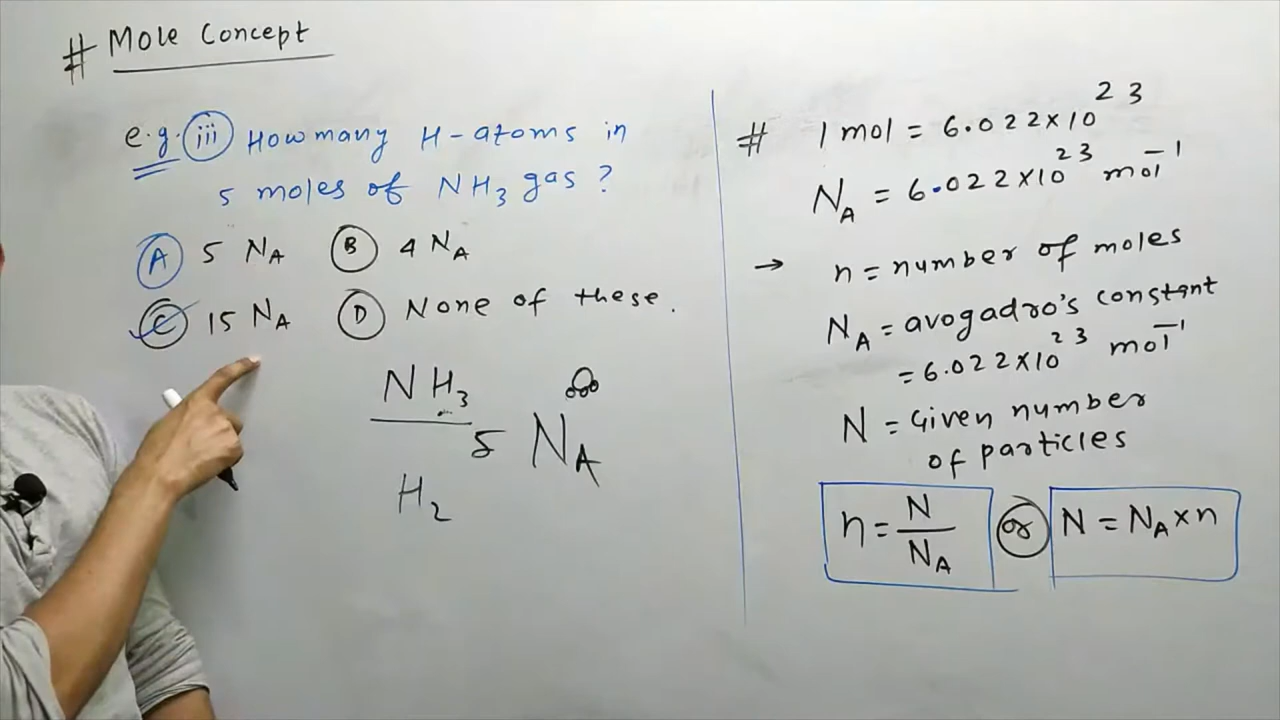 # Mole Concept
e.g. (iii) How many H-atoms in
5 moles of NH₃ gas ?
(A) 5 N_A (B) 4 N_A
(C) 15 N_A (D) None of these.
NH₃
5 N_A
H₂
# 1 mol = 6.022×10²³
N_A = 6.022×10²³ mol⁻¹
→ n = number of moles
N_A = avogadro's constant
= 6.022×10²³ mol⁻¹
N = Given number
of particles
n = N/N_A or N = N_A × n